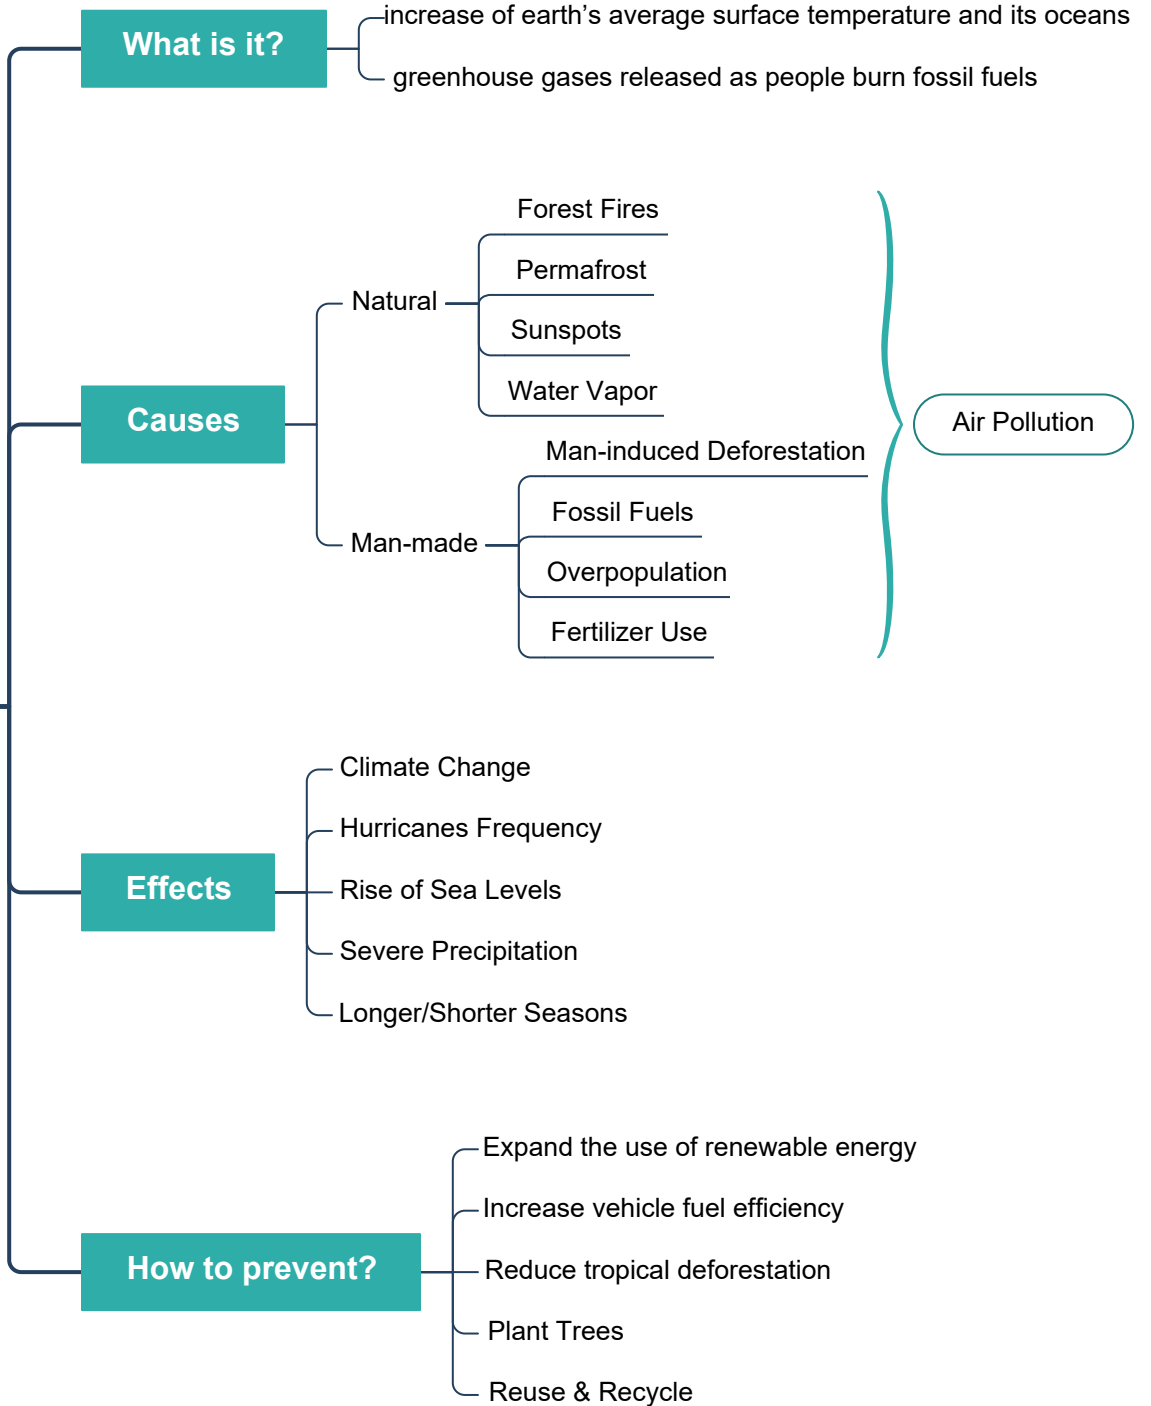 What is it?
increase of earth’s average surface temperature and its oceans
greenhouse gases released as people burn fossil fuels
Causes
Natural
Forest Fires
Permafrost
Sunspots
Water Vapor
Man-made
Man-induced Deforestation
Fossil Fuels
Overpopulation
Fertilizer Use
Air Pollution
Effects
Climate Change
Hurricanes Frequency
Rise of Sea Levels
Severe Precipitation
Longer/Shorter Seasons
How to prevent?
Expand the use of renewable energy
Increase vehicle fuel efficiency
Reduce tropical deforestation
Plant Trees
Reuse & Recycle